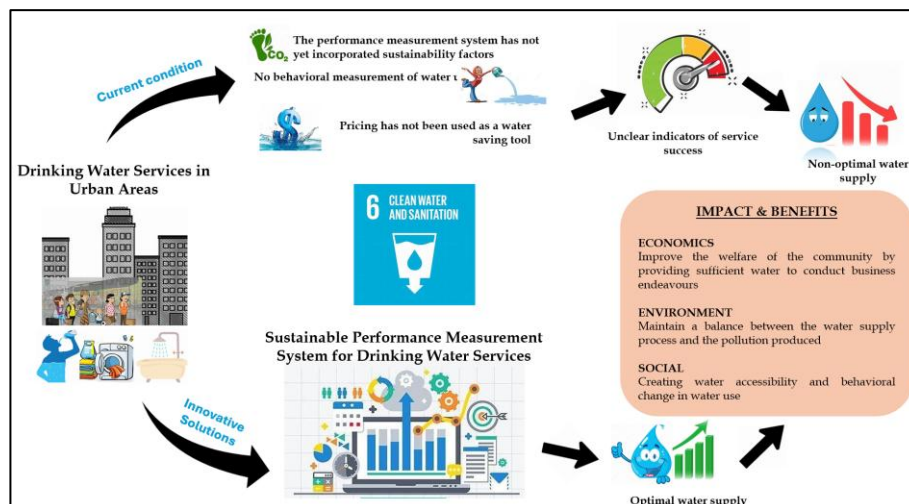 Current condition
CO₂
The performance measurement system has not
yet incorporated sustainability factors
No behavioral measurement of water
Pricing has not been used as a water
saving tool
Unclear indicators of service
success
Non-optimal water
supply
Drinking Water Services in
Urban Areas
6 CLEAN WATER
AND SANITATION
IMPACT & BENEFITS
ECONOMICS
Improve the welfare of the community by
providing sufficient water to conduct business
endeavours
ENVIRONMENT
Maintain a balance between the water supply
process and the pollution produced
SOCIAL
Creating water accessibility and behavioral
change in water use
Innovative
Solutions
Sustainable Performance Measurement
System for Drinking Water Services
Optimal water supply